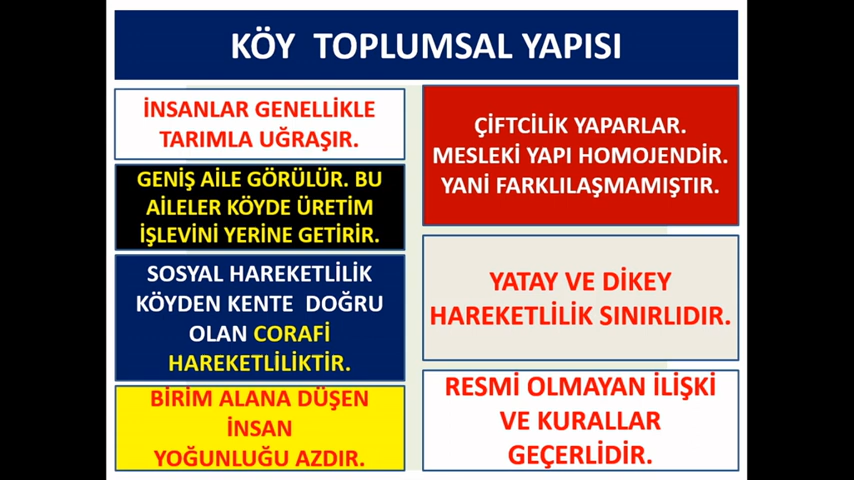 KÖY TOPLUMSAL YAPISI
İNSANLAR GENELLİKLE
TARIMLA UĞRAŞIR.
GENİŞ AİLE GÖRÜLÜR. BU
AİLELER KÖYDE ÜRETİM
İŞLEVİNİ YERİNE GETİRİR.
SOSYAL HAREKETLİLİK
KÖYDEN KENTE DOĞRU
OLAN CORAFİ
HAREKETLİLİKTİR.
BİRİM ALANA DÜŞEN
İNSAN
YOĞUNLUĞU AZDIR.
ÇİFTCİLİK YAPARLAR.
MESLEKİ YAPI HOMOJENDİR.
YANİ FARKLILAŞMAMIŞTIR.
YATAY VE DİKEY
HAREKETLİLİK SINIRLIDIR.
RESMİ OLMAYAN İLİŞKİ
VE KURALLAR
GEÇERLİDİR.